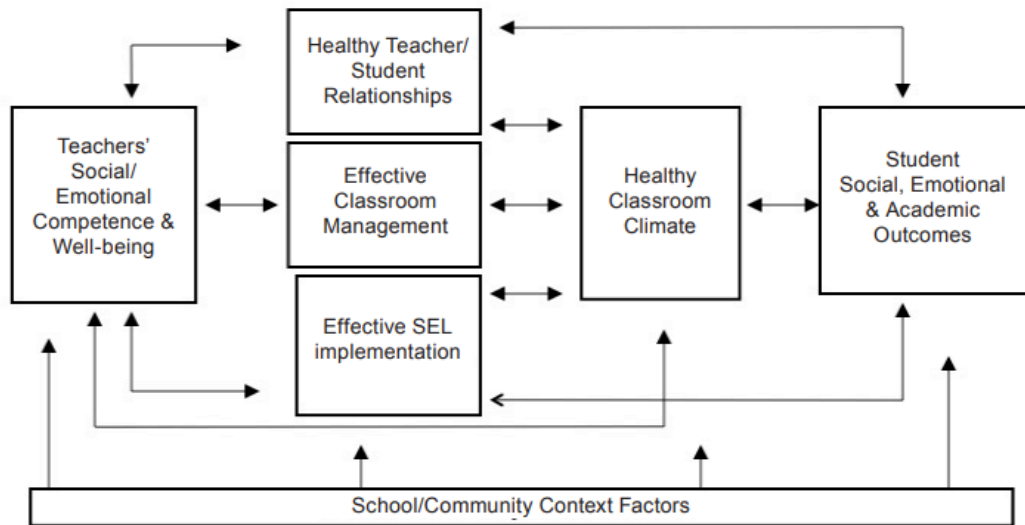 Healthy Teacher/
Student
Relationships
Teachers'
Social/
Emotional
Competence &
Well-being
Effective
Classroom
Management
Healthy
Classroom
Climate
Student
Social, Emotional
& Academic
Outcomes
Effective SEL
implementation
School/Community Context Factors